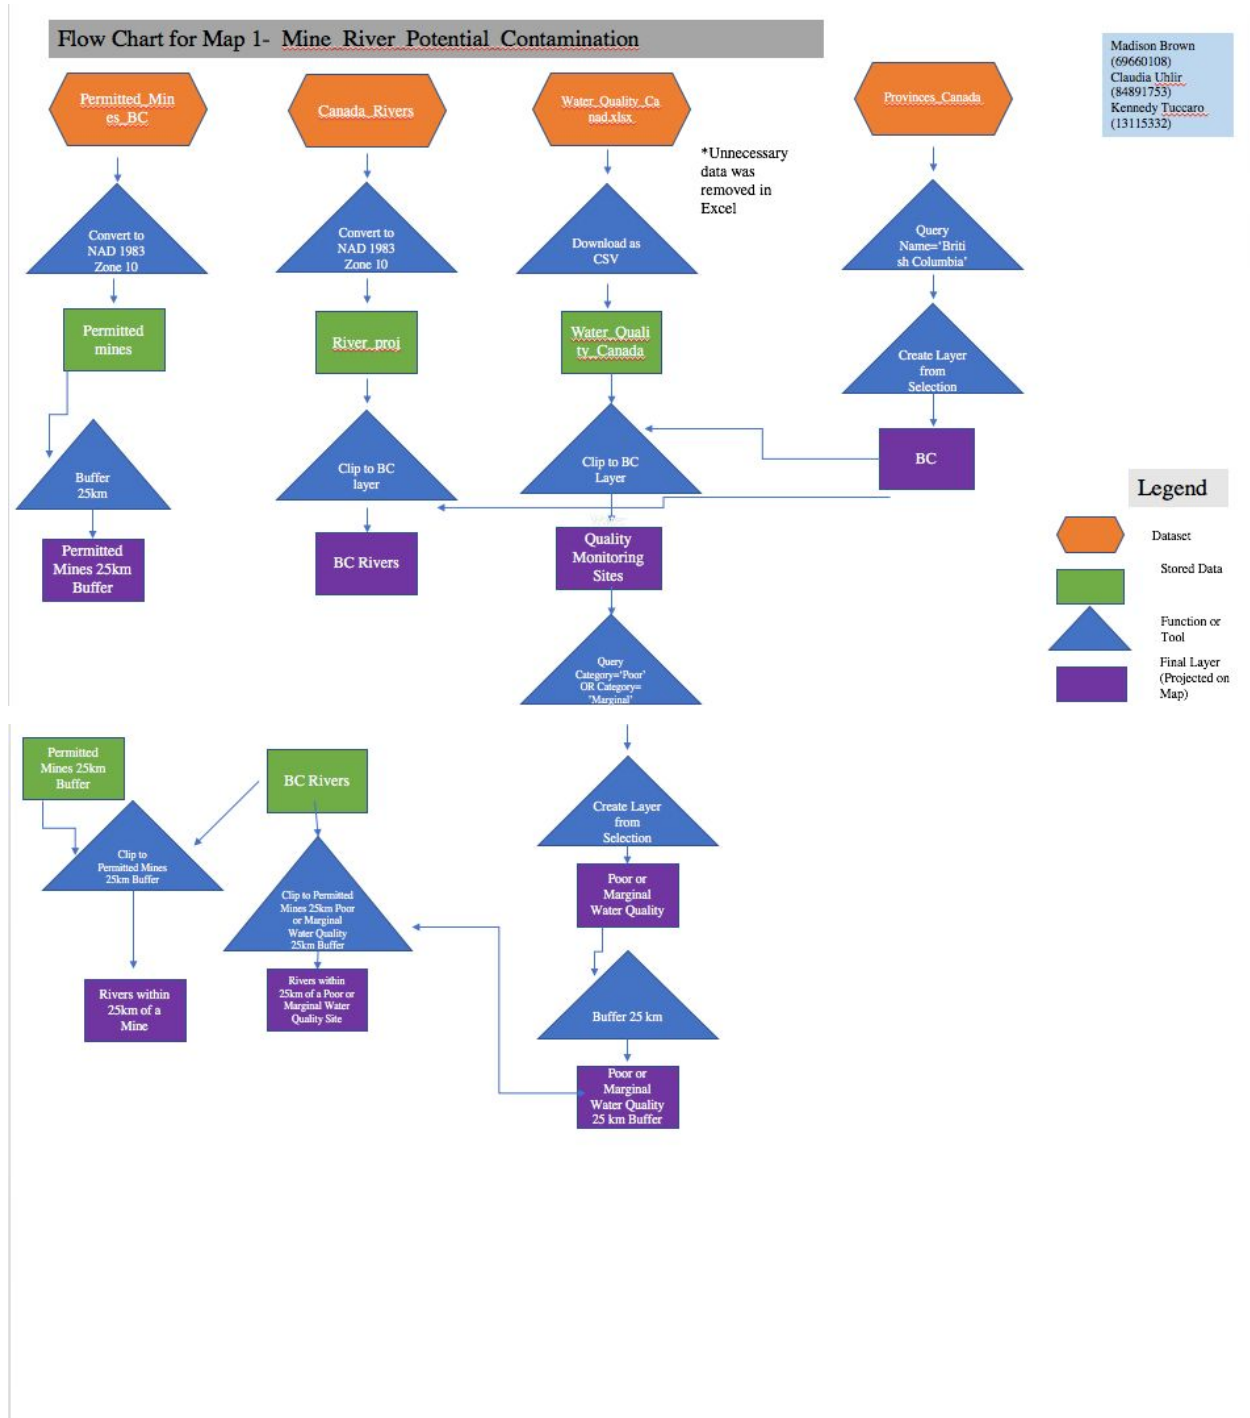 Flow Chart for Map 1-  Mine_River_Potential_Contamination
Madison Brown
(69660108)
Claudia Uhlir
(84891753)
Kennedy Tuccaro
(13115332)
Permitted_Min
es_BC
Canada_Rivers
Water_Quality_Ca
nad.xlsx
Provinces_Canada
*Unnecessary
data was
removed in
Excel
Convert to
NAD 1983
Zone 10
Convert to
NAD 1983
Zone 10
Download as
CSV
Query
Name='Briti
sh Columbia'
Permitted
mines
River_proj
Water_Quali
ty_Canada
Create Layer
from
Selection
Buffer
25km
Clip to BC
layer
Clip to BC
Layer
BC
Permitted
Mines 25km
Buffer
BC Rivers
Quality
Monitoring
Sites
Query
Category='Poor'
OR Category=
'Marginal'
Legend
Dataset
Stored Data
Function or
Tool
Final Layer
(Projected on
Map)
Permitted
Mines 25km
Buffer
BC Rivers
Create Layer
from
Selection
Clip to
Permitted Mines
25km Buffer
Clip to Permitted
Mines 25km Poor
or Marginal
Water Quality
25km Buffer
Poor or
Marginal
Water Quality
Rivers within
25km of a
Mine
Rivers within
25km of a Poor or
Marginal Water
Quality Site
Buffer 25 km
Poor or
Marginal
Water Quality
25 km Buffer